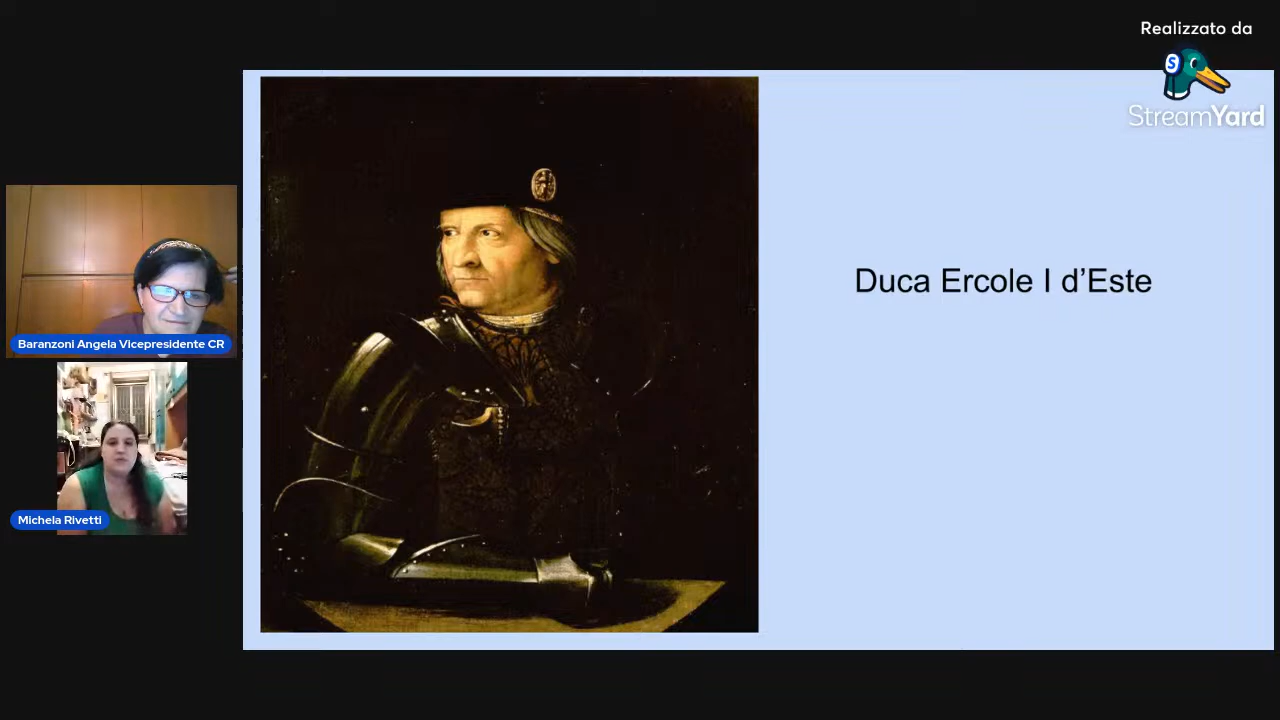 Realizzato da
StreamYard
Duca Ercole I d’Este
Baranzoni Angela Vicepresidente CR
Michela Rivetti